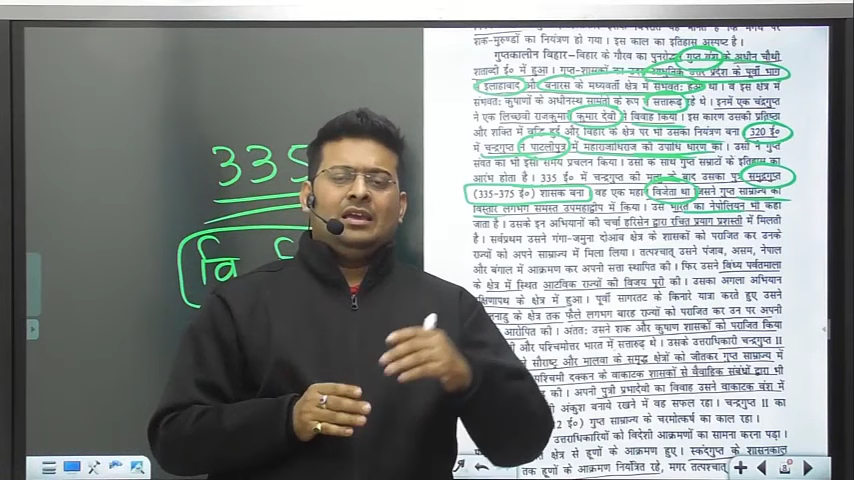 335
वि
शक-मुरुण्डों का नियंत्रण हो गया। इस काल का इतिहास अस्पष्ट है।
गुप्तकालीन बिहार–बिहार के गौरव का पुनरोदय गुप्त वंश के अधीन चौथी
शताब्दी ई० में हुआ। गुप्त-शासकों का उदय आधुनिक उत्तर प्रदेश के पूर्वी भाग
इलाहाबाद और बनारस के मध्यवर्ती क्षेत्र में संभवतः हुआ था। वे इस क्षेत्र में
संभवतः कुषाणों के अधीनस्थ सामंतों के रूप में सत्तारूढ़ रहे थे। इनमें एक चंद्रगुप्त
ने एक लिच्छवी राजकुमारी कुमार देवी से विवाह किया। इस कारण उसकी प्रतिष्ठा
और शक्ति में वृद्धि हुई और बिहार के क्षेत्र पर भी उसका नियंत्रण बना 320 ई०
में चन्द्रगुप्त ने पाटलीपुत्र में महाराजाधिराज की उपाधि धारण की। उसी ने गुप्त
संवत का भी इसी समय प्रचलन किया। उसी के साथ गुप्त सम्राटों के इतिहास का
आरंभ होता है। 335 ई० में चन्द्रगुप्त की मृत्यु के बाद उसका पुत्र समुद्रगुप्त
(335-375 ई०) शासक बना वह एक महान विजेता था जिसने गुप्त साम्राज्य का
विस्तार लगभग समस्त उपमहाद्वीप में किया। उसे भारत का नेपोलियन भी कहा
जाता है। उसके इन अभियानों की चर्चा हरिसेन द्वारा रचित प्रयाग प्रशस्ती में मिलती
है। सर्वप्रथम उसने गंगा-जमुना दोआब क्षेत्र के शासकों को पराजित कर उनके
राज्यों को अपने साम्राज्य में मिला लिया। तत्पश्चात् उसने पंजाब, असम, नेपाल
और बंगाल में आक्रमण कर अपनी सत्ता स्थापित की। फिर उसने बिंध्य पर्वतमाला
के क्षेत्र में स्थित आटविक राज्यों की विजय पूरी की। उसका अगला अभियान
क्षिणापथ के क्षेत्र में हुआ। पूर्वी सागरतट के किनारे यात्रा करते हुए उसने
के क्षेत्र तक फैले लगभग बारह राज्यों को पराजित कर उन पर अपनी
आरोपित की। अंततः उसने शक और कुषाण शासकों को पराजित किया
और पश्चिमोत्तर भारत में सत्तारूढ़ थे। उसके उत्तराधिकारी चन्द्रगुप्त II
ने सौराष्ट्र और मालवा के समृद्ध क्षेत्रों को जीतकर गुप्त साम्राज्य में
पश्चिमी दक्कन के वाकाटक शासकों से वैवाहिक संबंधों द्वारा भी
की। अपनी पुत्री प्रभादेवी का विवाह उसने वाकाटक वंश में
अंकुश बनाये रखने में वह सफल रहा। चन्द्रगुप्त II का
12 ई०) गुप्त साम्राज्य के चरमोत्कर्ष का काल रहा।
उत्तराधिकारियों को विदेशी आक्रमणों का सामना करना पड़ा।
क्षेत्र से हूणों के आक्रमण हुए। स्कंदगुप्त के शासनकाल
तक हूणों के आक्रमण नियंत्रित रहे, मगर तत्पश्चात्